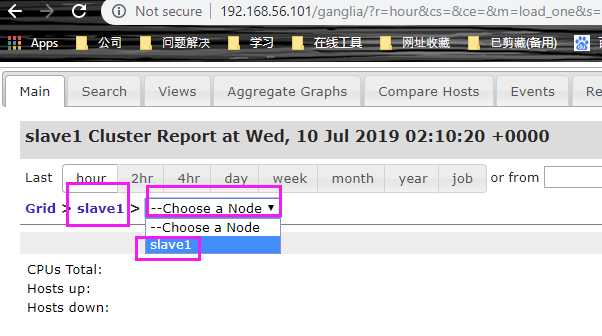 Not secure | 192.168.56.101/ganglia/?r=hour&cs=&ce=&m=load_one&s=
Apps 公司 问题解决 学习 在线工具 网址收藏 已剪藏(备用)
Main Search Views Aggregate Graphs Compare Hosts Events Re
slave1 Cluster Report at Wed, 10 Jul 2019 02:10:20 +0000
Last hour 2hr 4hr day week month year job or from
Grid > slave1 > --Choose a Node
--Choose a Node
slave1
CPUs Total:
Hosts up:
Hosts down: